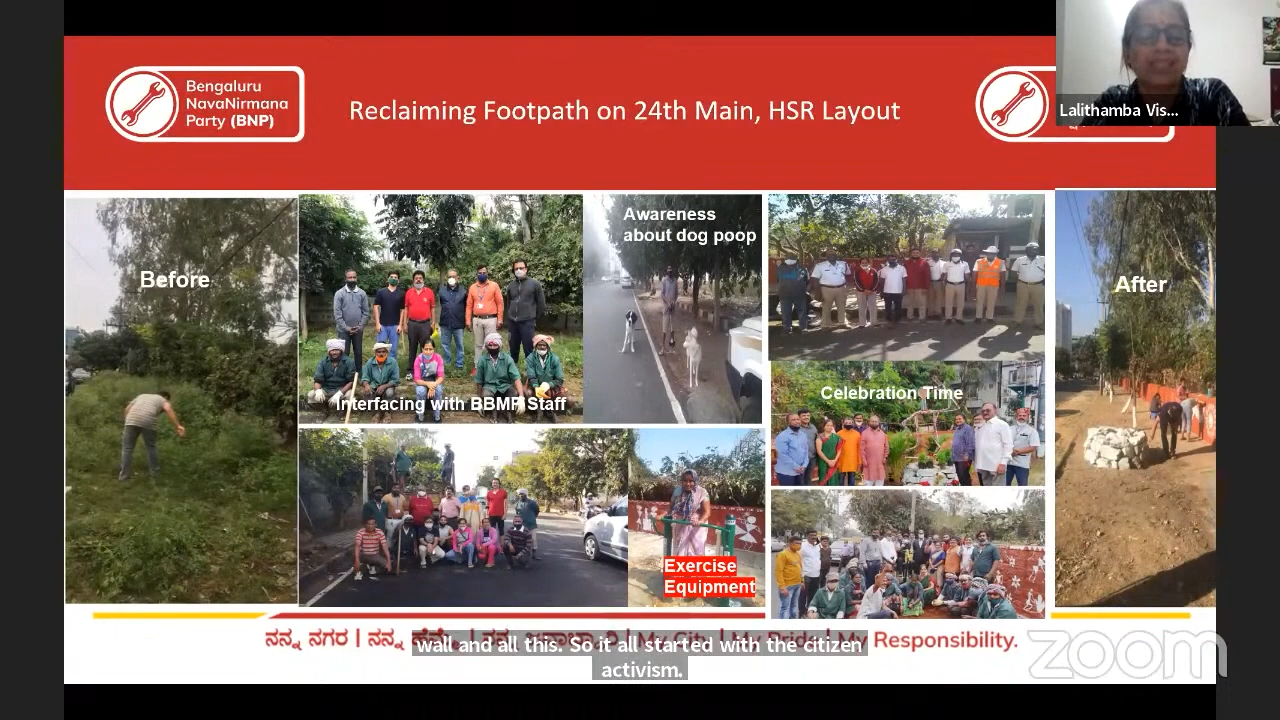 Bengaluru
NavaNirmana
Party (BNP)
Reclaiming Footpath on 24th Main, HSR Layout
Lalithamba Vis...
Before
Interfacing with BBMP Staff
Awareness
about dog poop
Celebration Time
Exercise
Equipment
After
ನನ್ನ ನಗರ | ನನ್ನ My Responsibility.
wall and all this. So it all started with the citizen
activism.
zoom